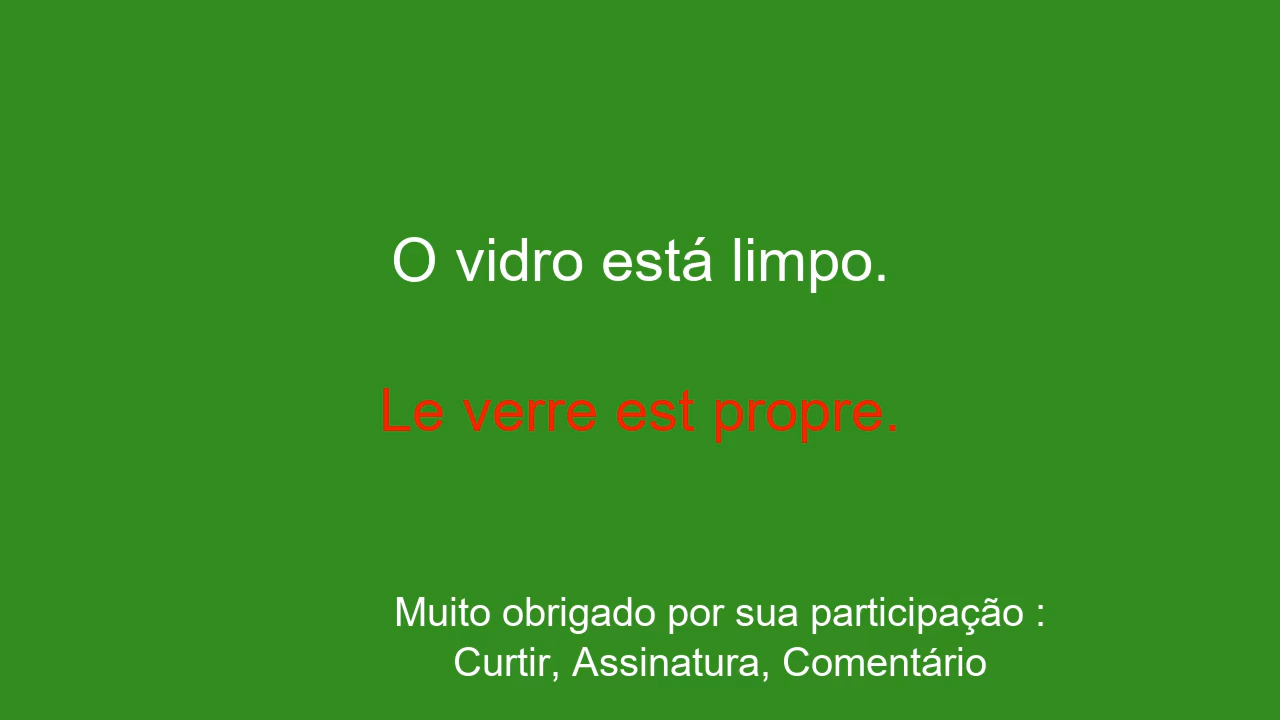 O vidro está limpo.
Le verre est propre.
Muito obrigado por sua participação :
Curtir, Assinatura, Comentário